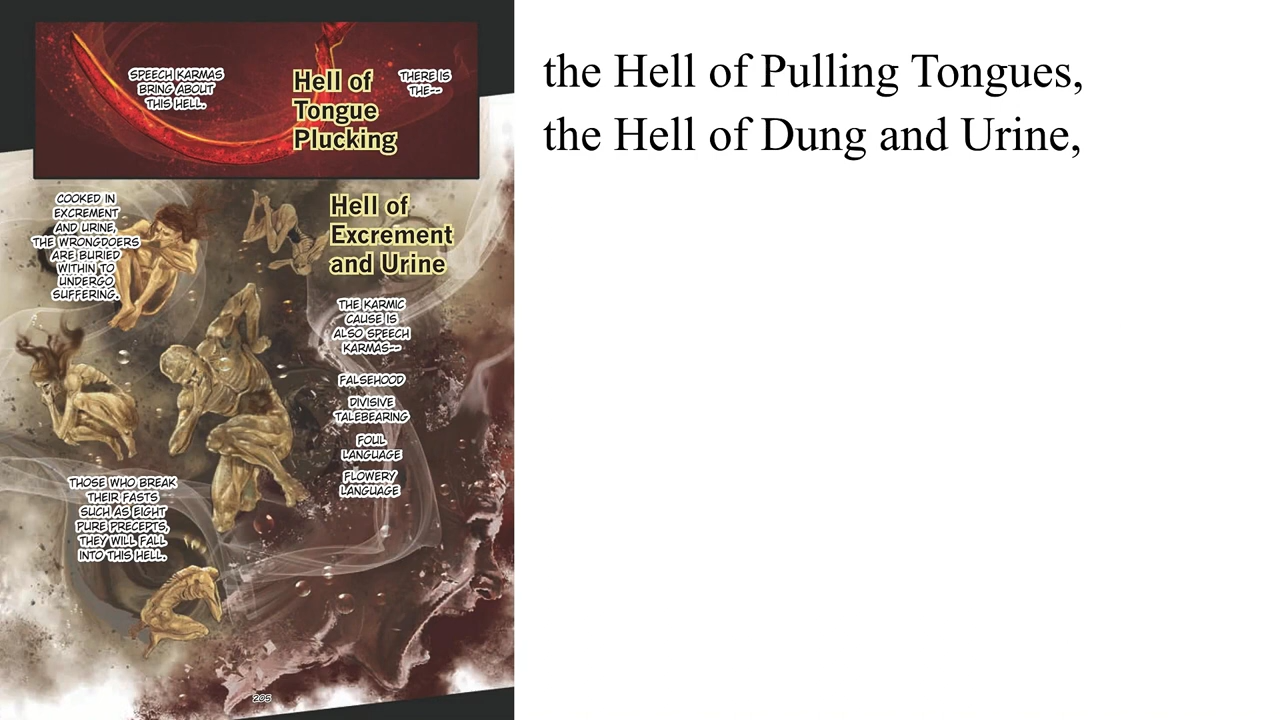 SPEECH KARMAS
BRING ABOUT
THIS HELL.
Hell of
Tongue
Plucking
THERE IS
THE--
COOKED IN
EXCREMENT
AND URINE,
THE WRONGDOERS
ARE BURIED
WITHIN TO
UNDERGO
SUFFERING.
Hell of
Excrement
and Urine
THE KARMIC
CAUSE IS
ALSO SPEECH
KARMAS--
FALSEHOOD
DIVISIVE
TALEBEARING
FOUL
LANGUAGE
FLOWERY
LANGUAGE
THOSE WHO BREAK
THEIR FASTS
SUCH AS EIGHT
PURE PRECEPTS,
THEY WILL FALL
INTO THIS HELL.
205
the Hell of Pulling Tongues,
the Hell of Dung and Urine,